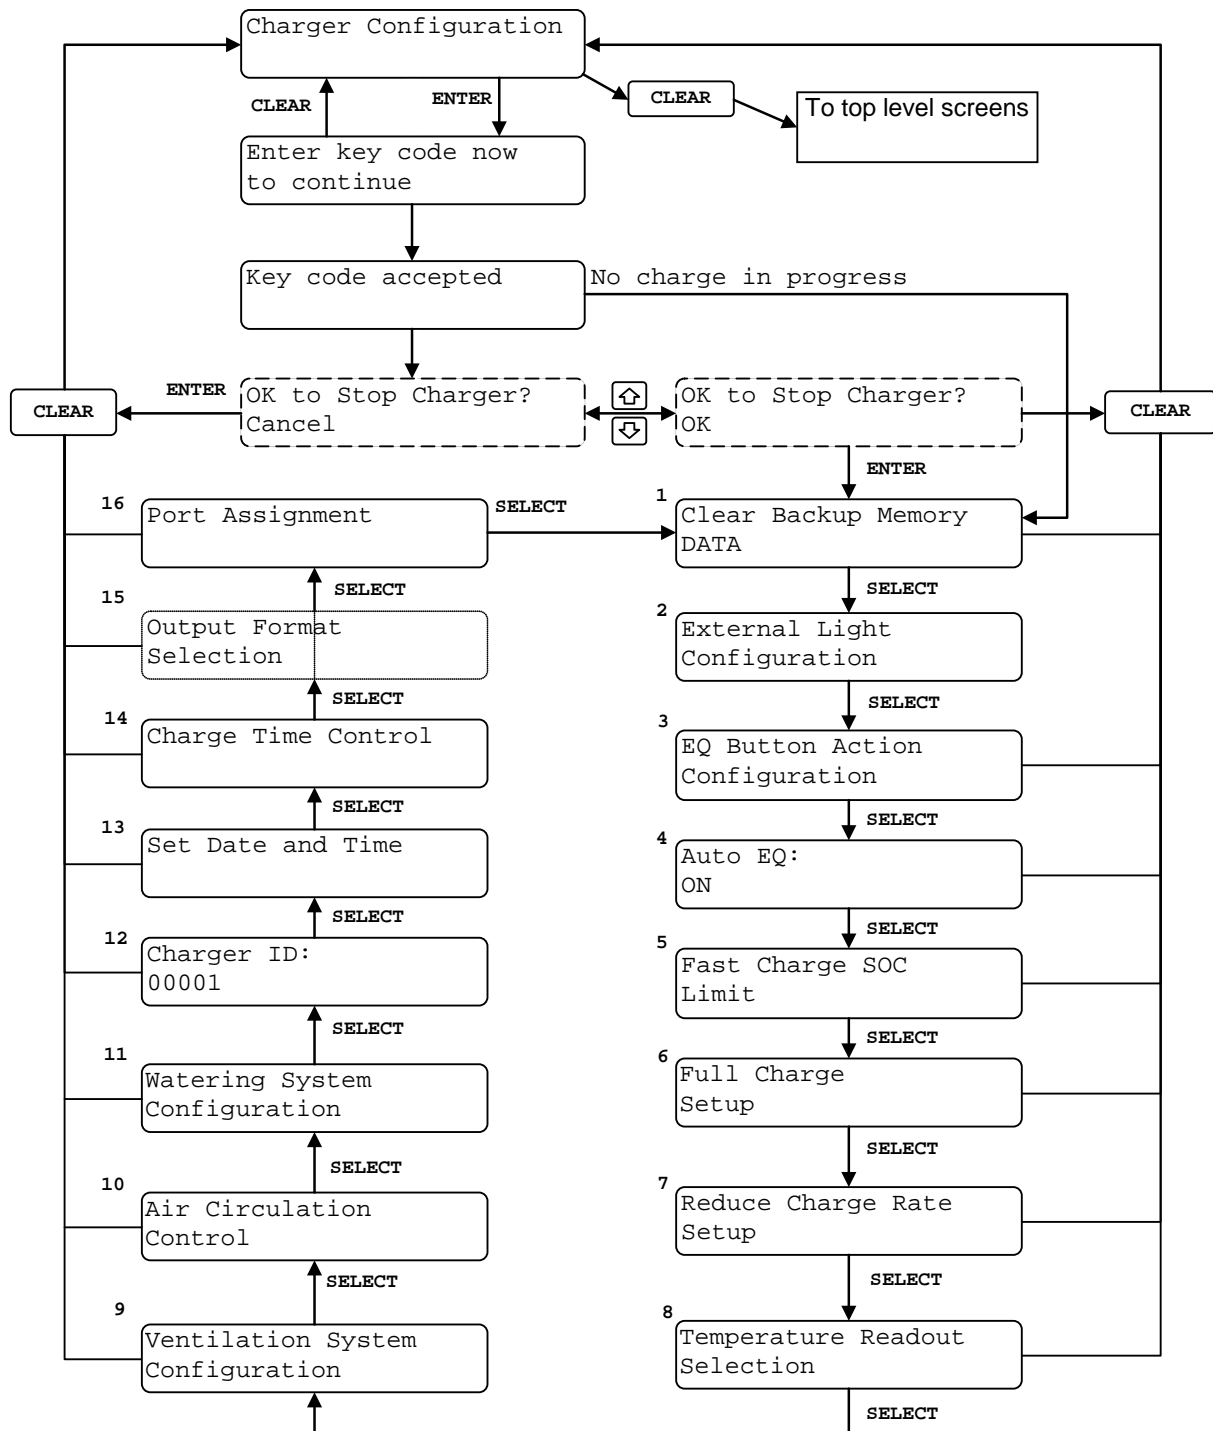 Charger Configuration
CLEAR
ENTER
CLEAR
To top level screens
Enter key code now
to continue
Key code accepted
No charge in progress
ENTER
OK to Stop Charger?
Cancel
OK to Stop Charger?
OK
CLEAR
CLEAR
ENTER
16
Port Assignment
SELECT
1
Clear Backup Memory
DATA
SELECT
15
Output Format
Selection
SELECT
2
External Light
Configuration
SELECT
14
Charge Time Control
SELECT
3
EQ Button Action
Configuration
SELECT
13
Set Date and Time
SELECT
4
Auto EQ:
ON
SELECT
12
Charger ID:
00001
SELECT
5
Fast Charge SOC
Limit
SELECT
11
Watering System
Configuration
SELECT
6
Full Charge
Setup
SELECT
10
Air Circulation
Control
SELECT
7
Reduce Charge Rate
Setup
SELECT
9
Ventilation System
Configuration
8
Temperature Readout
Selection
SELECT